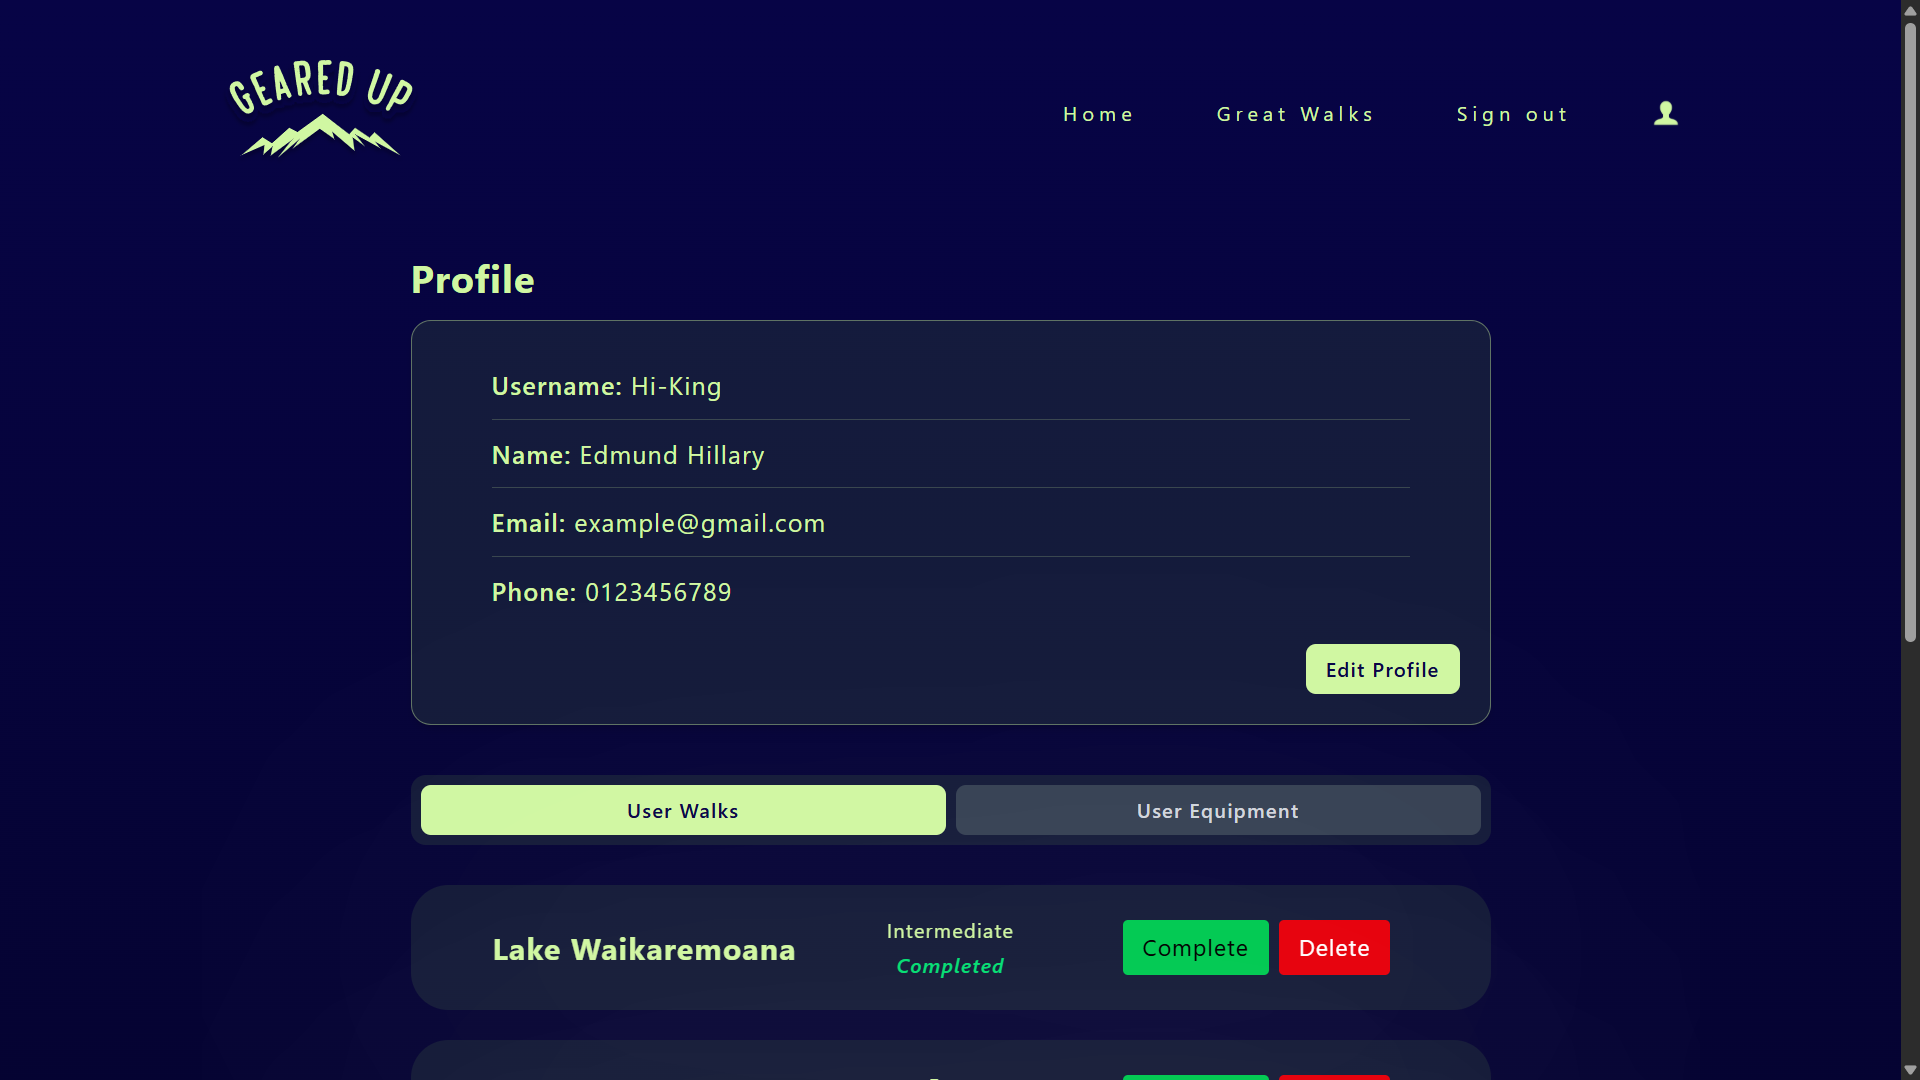 GEARED UP
Home
Great Walks
Sign out
Profile
Username: Hi-King
Name: Edmund Hillary
Email: example@gmail.com
Phone: 0123456789
Edit Profile
User Walks
User Equipment
Lake Waikaremoana
Intermediate
Completed
Complete
Delete